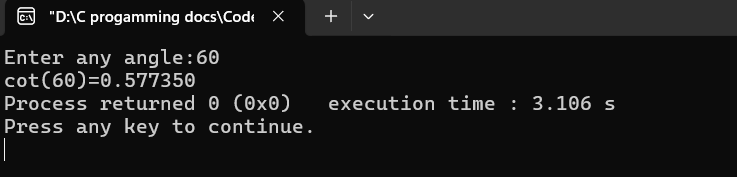 "D:\C progamming docs\Code
Enter any angle:60
cot(60)=0.577350
Process returned 0 (0x0)   execution time : 3.106 s
Press any key to continue.